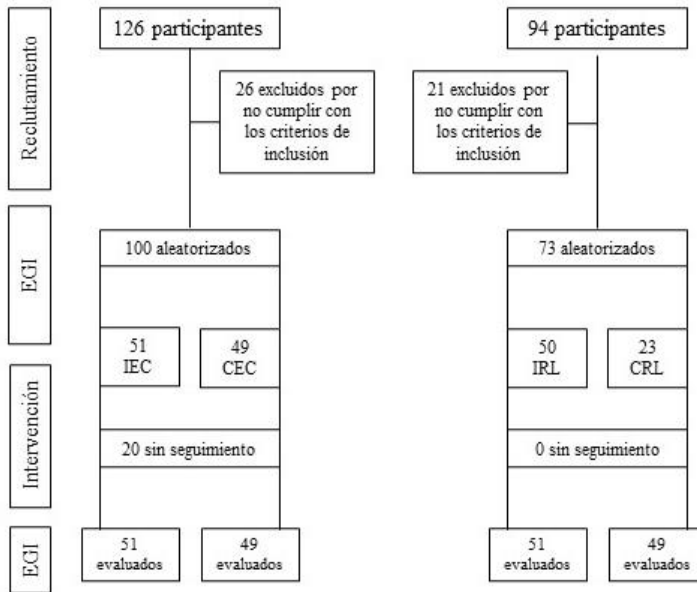 126 participantes
94 participantes
Reclutamiento
26 excluidos por
no cumplir con
los criterios de
inclusión
21 excluidos por
no cumplir con
los criterios de
inclusión
EGI
100 aleatorizados
73 aleatorizados
51
IEC
49
CEC
50
IRL
23
CRL
Intervención
20 sin seguimiento
0 sin seguimiento
EGI
51
evaluados
49
evaluados
51
evaluados
49
evaluados